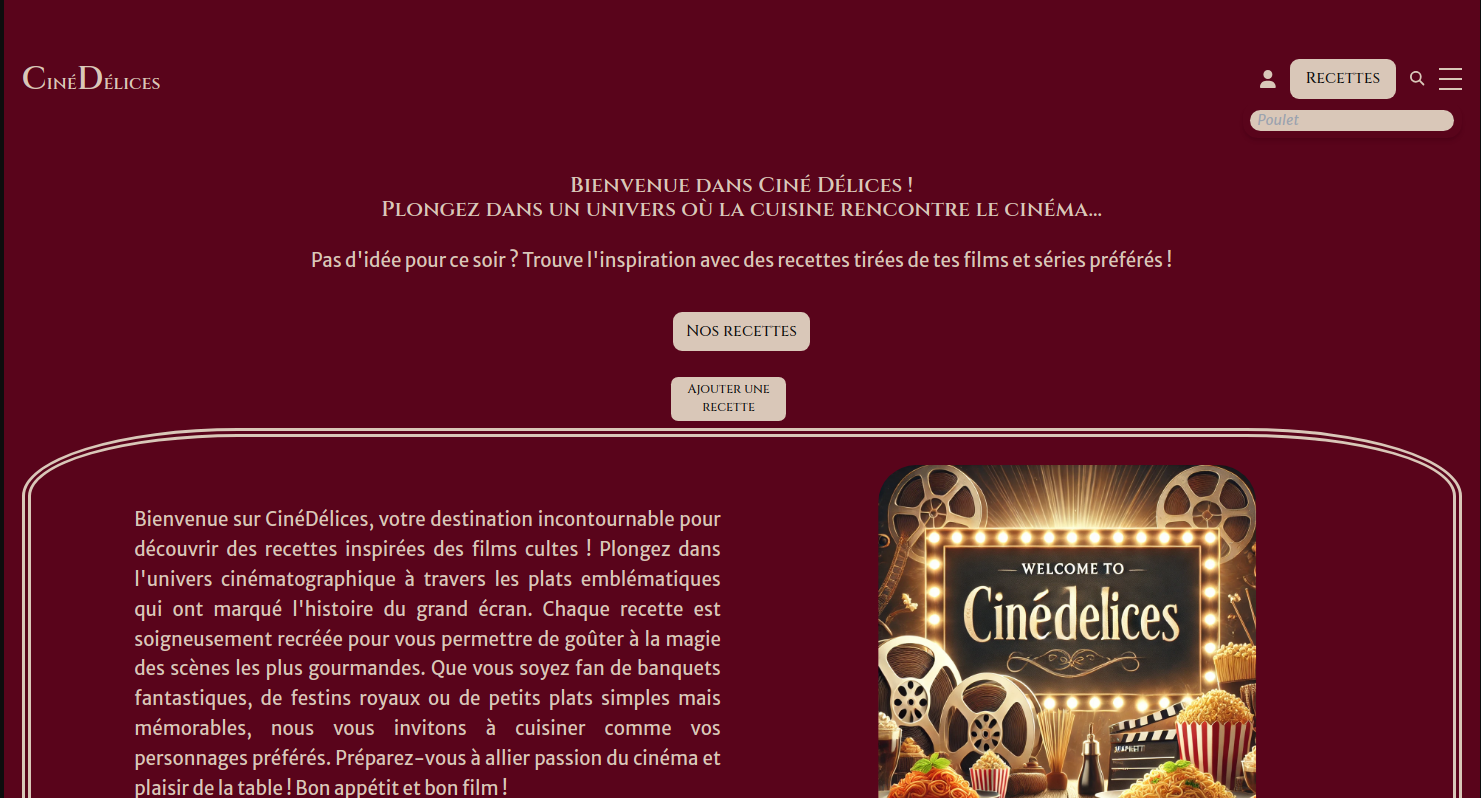 CinéDélices
Recettes
Poulet
Bienvenue dans Ciné Délices !
Plongez dans un univers où la cuisine rencontre le cinéma...
Pas d'idée pour ce soir ? Trouve l'inspiration avec des recettes tirées de tes films et séries préférés !
Nos recettes
Ajouter une
recette
Bienvenue sur CinéDélices, votre destination incontournable pour
découvrir des recettes inspirées des films cultes ! Plongez dans
l'univers cinématographique à travers les plats emblématiques
qui ont marqué l'histoire du grand écran. Chaque recette est
soigneusement recréée pour vous permettre de goûter à la magie
des scènes les plus gourmandes. Que vous soyez fan de banquets
fantastiques, de festins royaux ou de petits plats simples mais
mémorables, nous vous invitons à cuisiner comme vos
personnages préférés. Préparez-vous à allier passion du cinéma et
plaisir de la table ! Bon appétit et bon film !
WELCOME TO
Cinédelices